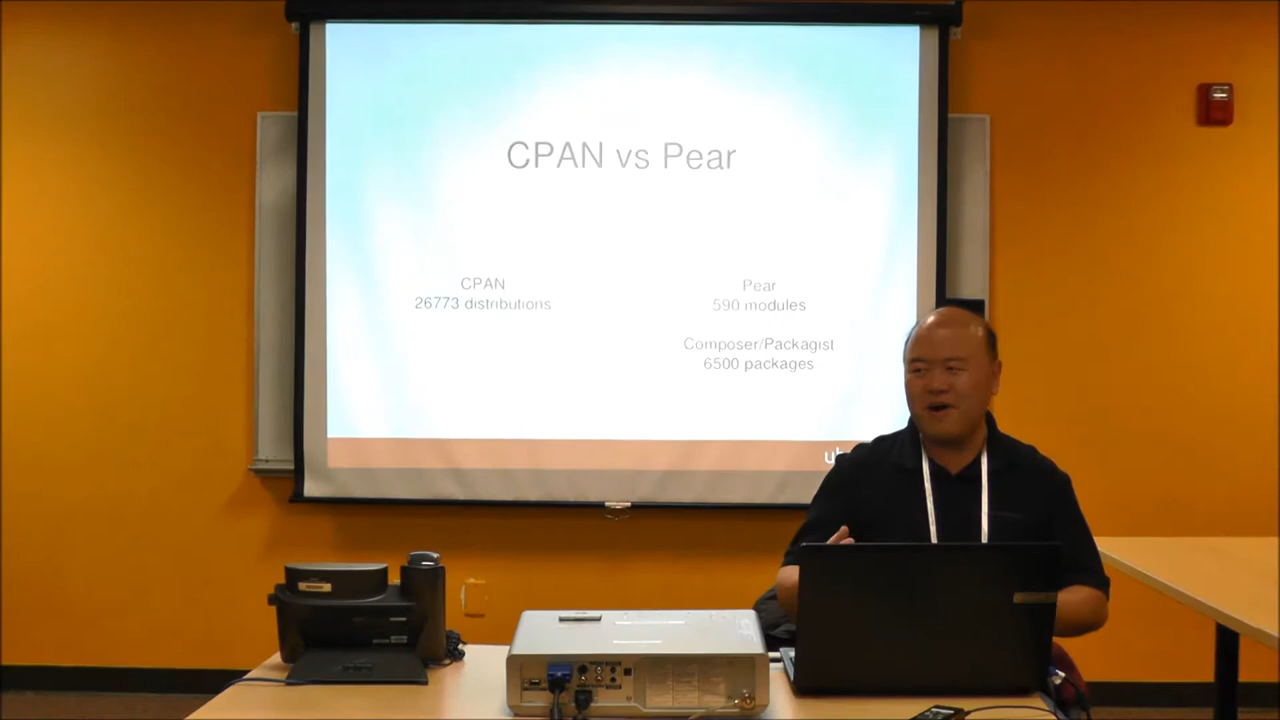 CPAN vs Pear
CPAN
26773 distributions
Pear
590 modules
Composer/Packagist
6500 packages